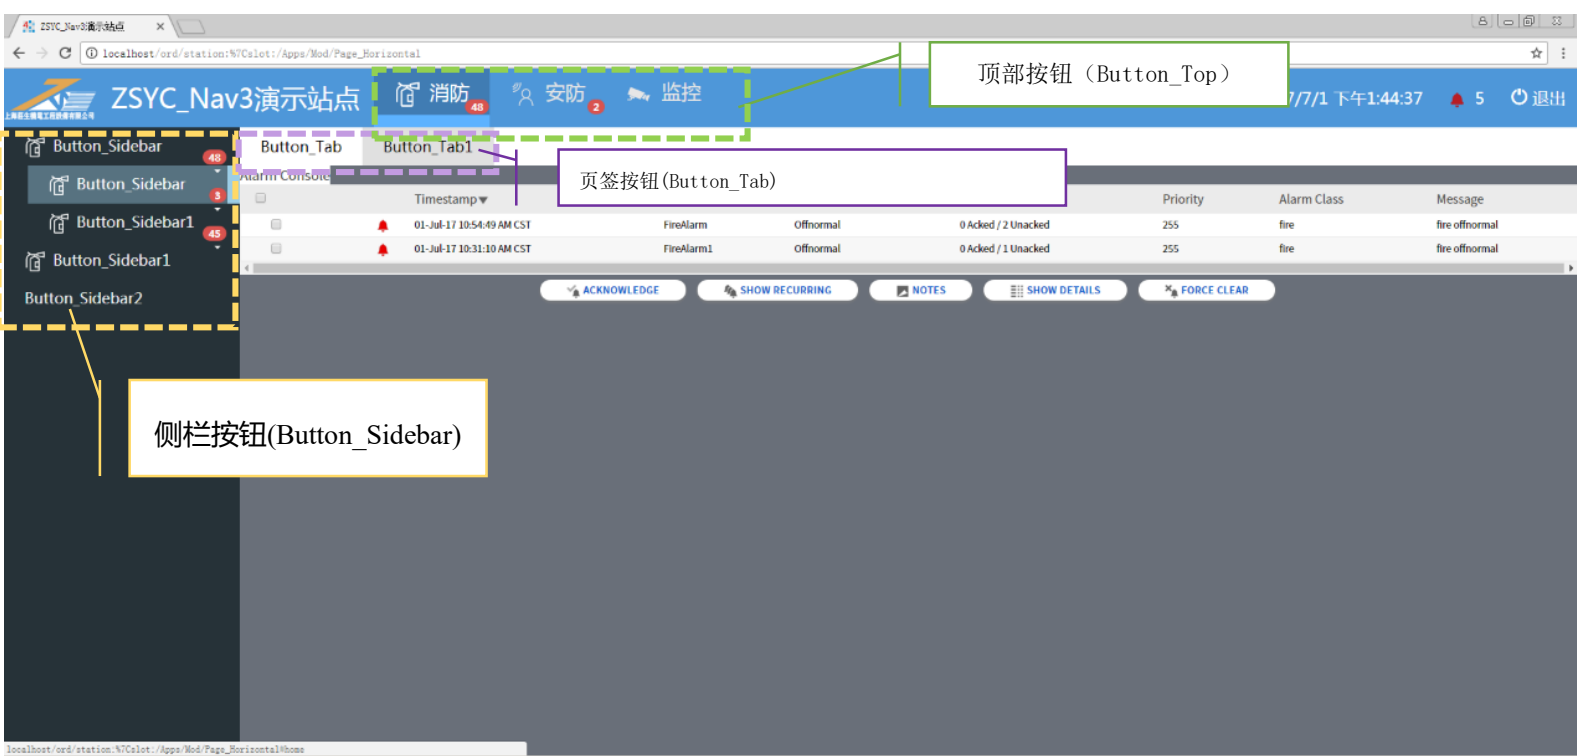 ZSYC_Nav3演示站点
localhost/ord/station:%7Cslot:/Apps/Mod/Page_Horizontal
顶部按钮（Button_Top）
ZSYC_Nav3演示站点
消防 48
安防 2
监控
7/7/1 下午1:44:37
5
退出
Button_Sidebar 48
Button_Sidebar 3
Button_Sidebar1 45
Button_Sidebar1
Button_Sidebar2
Button_Tab
Button_Tab1
页签按钮(Button_Tab)
Alarm Console
Timestamp▼ Priority Alarm Class Message
01-Jul-17 10:54:49 AM CST FireAlarm Offnormal 0 Acked / 2 Unacked 255 fire fire offnormal
01-Jul-17 10:31:10 AM CST FireAlarm1 Offnormal 0 Acked / 1 Unacked 255 fire fire offnormal
ACKNOWLEDGE SHOW RECURRING NOTES SHOW DETAILS FORCE CLEAR
侧栏按钮(Button_Sidebar)
localhost/ord/station:%7Cslot:/Apps/Mod/Page_Horizontal#home